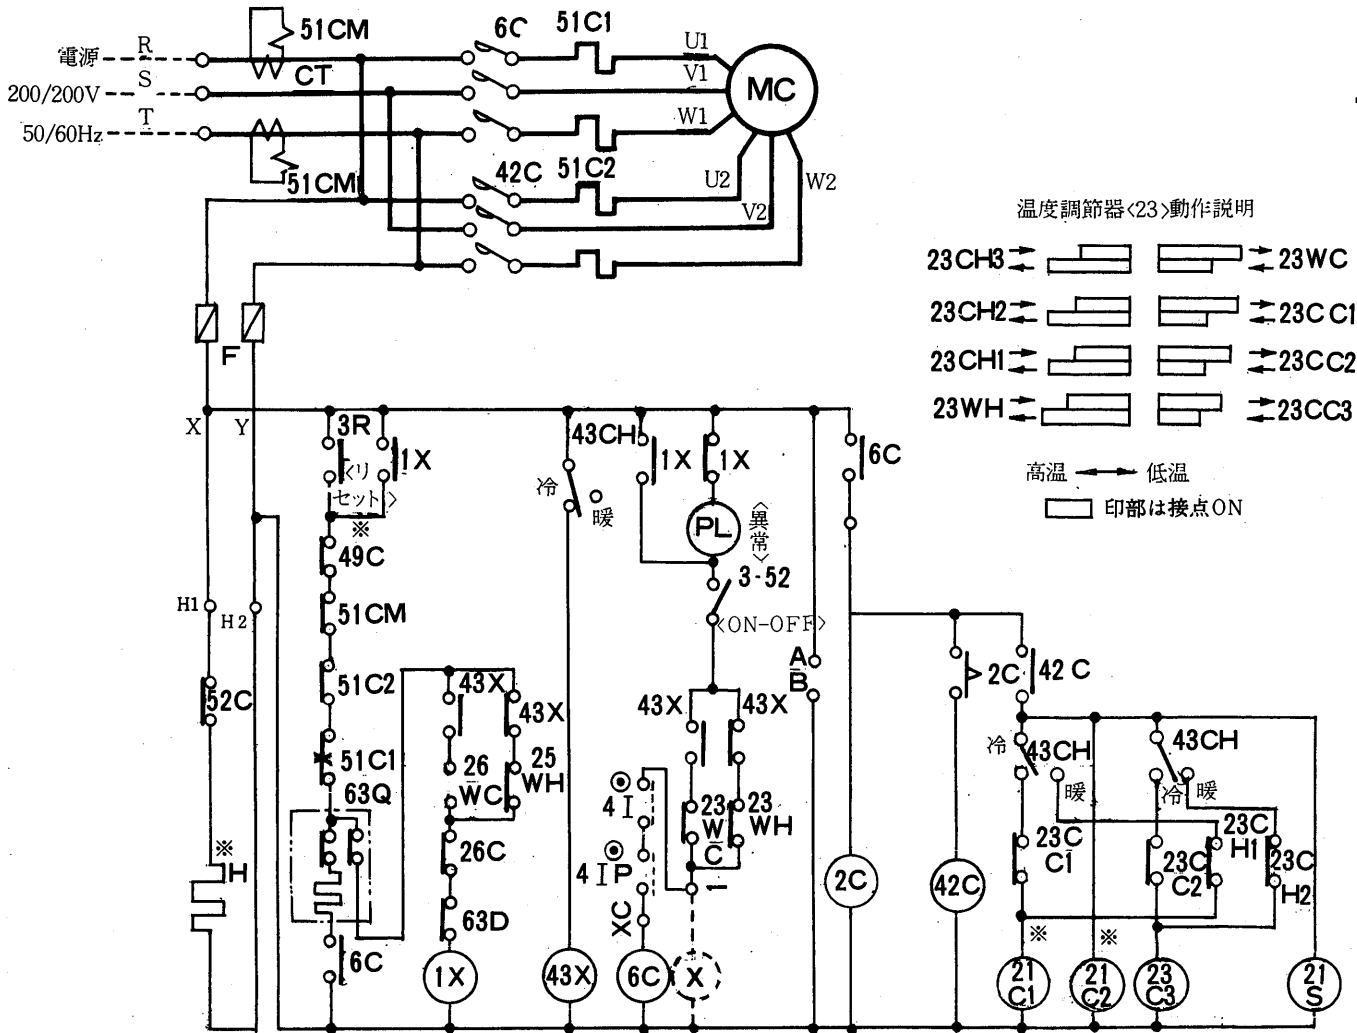 51CM
6C
51C1
U1
電源
R
CT
S
V1
MC
200/200V
T
W1
50/60Hz
51CM
42C
51C2
U2
V2
W2
温度調節器<23>動作説明
23CH3
23WC
23CH2
23CC1
23CH1
23CC2
23WH
23CC3
高温
低温
印部は接点ON
F
X
Y
3R
<リセット>
1X
43CH
冷
暖
1X
1X
6C
※
PL
<異常>
49C
3-52
<ON-OFF>
H1
H2
51CM
A
B
52C
51C2
43X
43X
43X
43X
2C
42C
51C1
26
WC
25
WH
冷
43CH
暖
43CH
冷
暖
63Q
4I
23
WC
23
WH
※
H
26C
4IP
I
2C
42C
23C
C1
23C
C2
23C
H1
23C
H2
63D
XC
6C
※
※
1X
43X
6C
X
21
C1
21
C2
23
C3
21
S